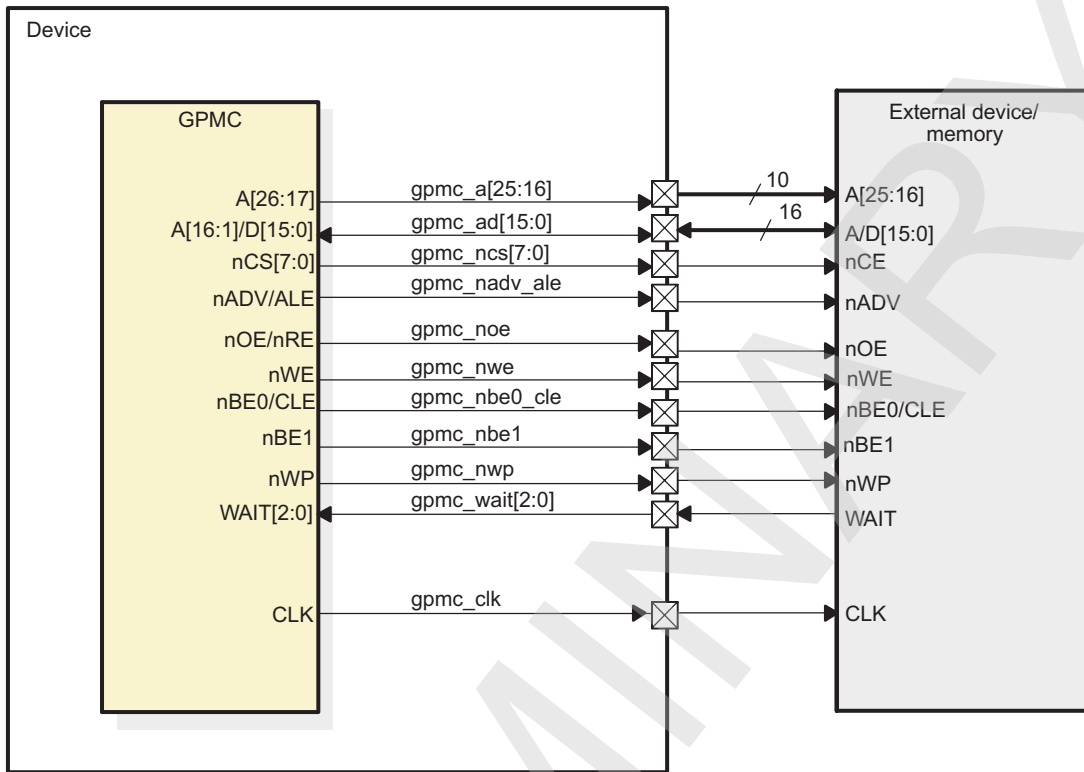 Device
GPMC
External device/
memory
A[26:17]
gpmc_a[25:16]
10
A[25:16]
A[16:1]/D[15:0]
gpmc_ad[15:0]
16
A/D[15:0]
nCS[7:0]
gpmc_ncs[7:0]
nCE
nADV/ALE
gpmc_nadv_ale
nADV
nOE/nRE
gpmc_noe
nOE
nWE
gpmc_nwe
nWE
nBE0/CLE
gpmc_nbe0_cle
nBE0/CLE
nBE1
gpmc_nbe1
nBE1
nWP
gpmc_nwp
nWP
WAIT[2:0]
gpmc_wait[2:0]
WAIT
CLK
gpmc_clk
CLK
MINARY